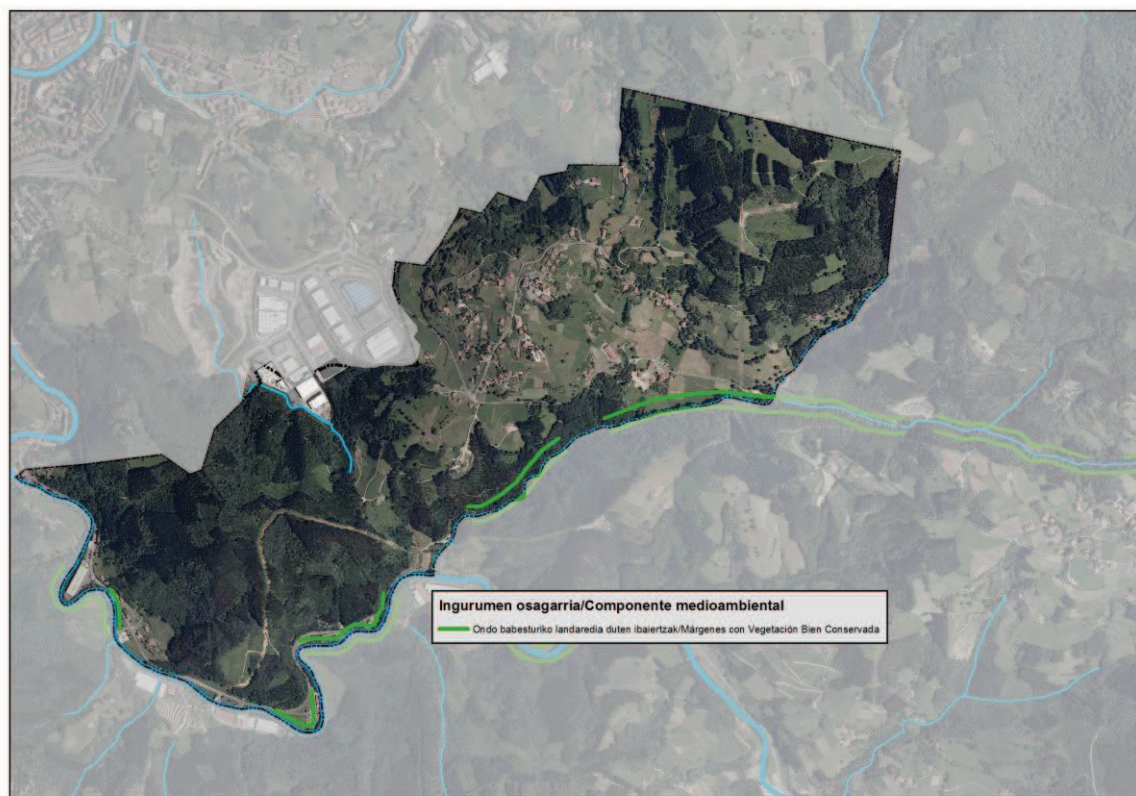 Ingurumen osagarria/Componente medioambiental
Ondo babesturiko landaredia duten ibaiertzak/Márgenes con Vegetación Bien Conservada